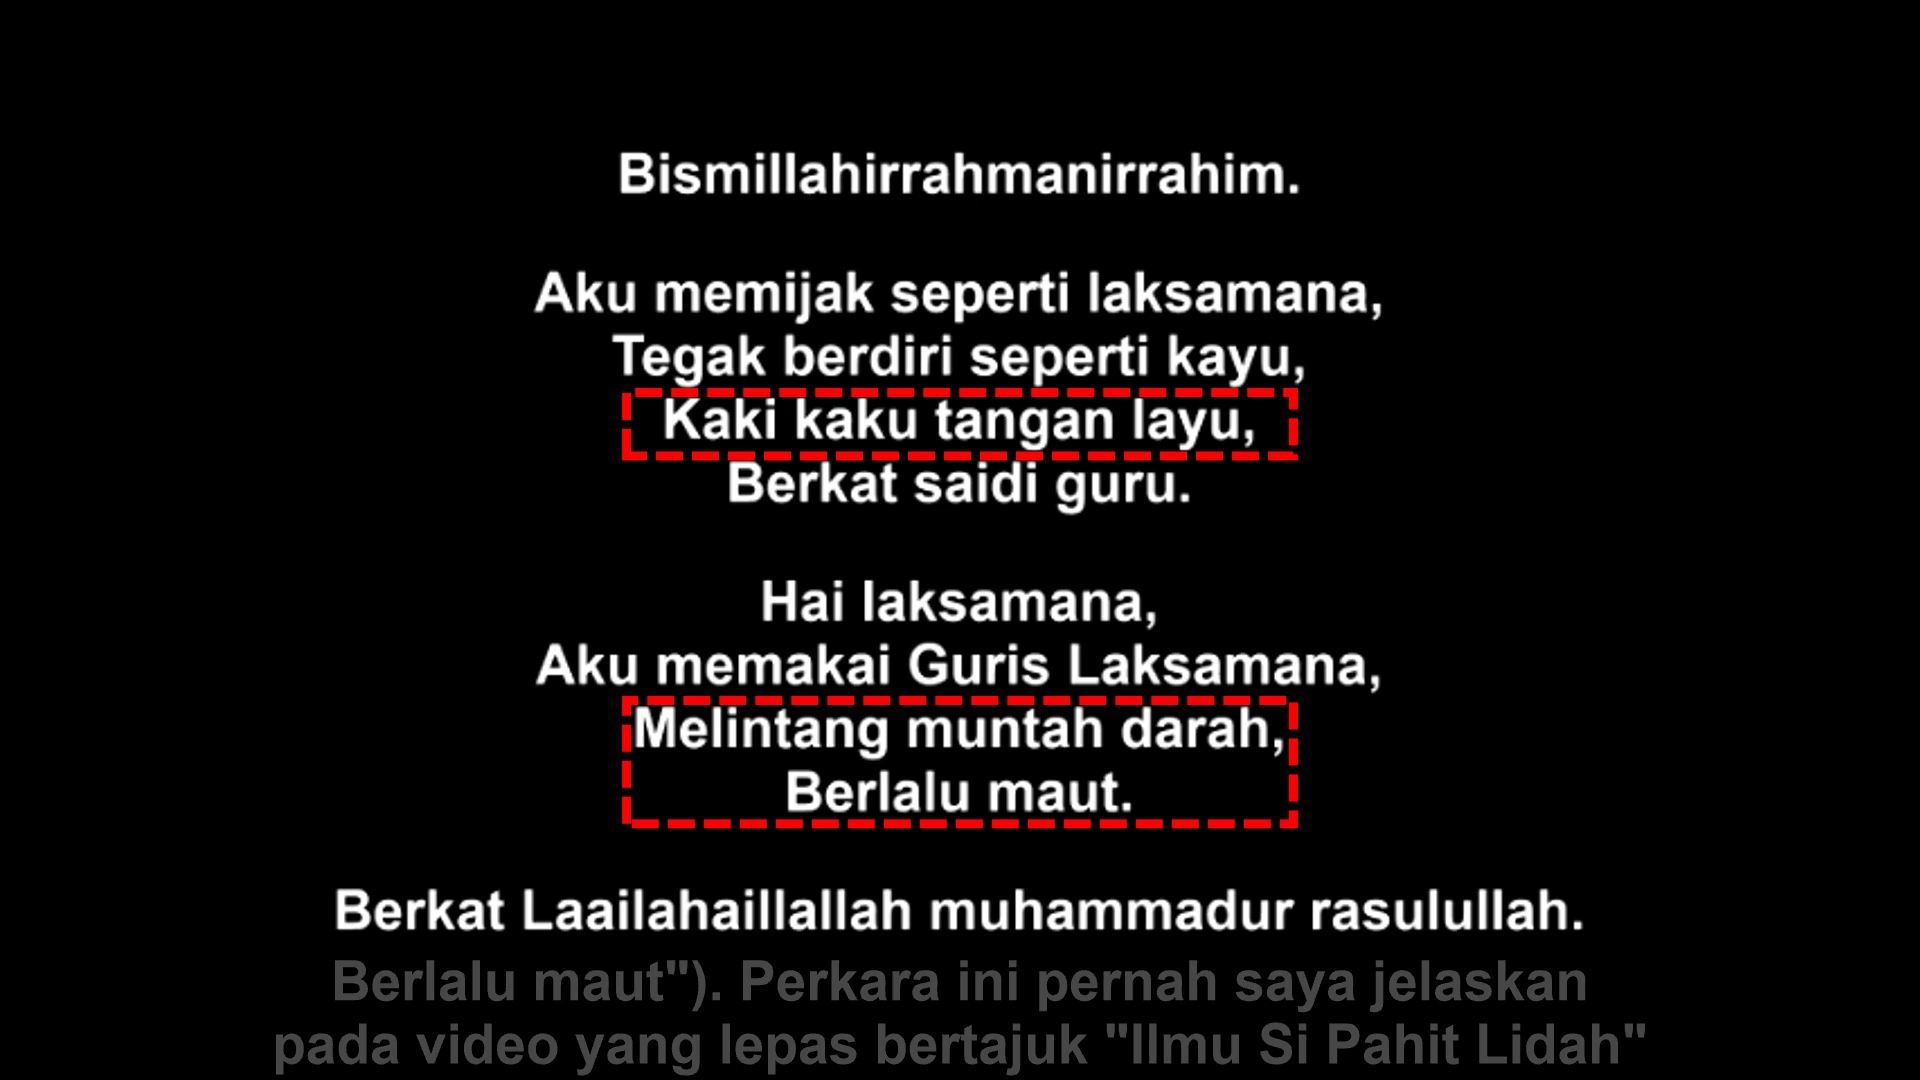 Bismillahirrahmanirrahim.
Aku memijak seperti laksamana,
Tegak berdiri seperti kayu,
Kaki kaku tangan layu,
Berkat saidi guru.
Hai laksamana,
Aku memakai Guris Laksamana,
Melintang muntah darah,
Berlalu maut.
Berkat Laailahaillallah muhammadur rasulullah.
Berlalu maut"). Perkara ini pernah saya jelaskan
pada video yang lepas bertajuk "Ilmu Si Pahit Lidah"